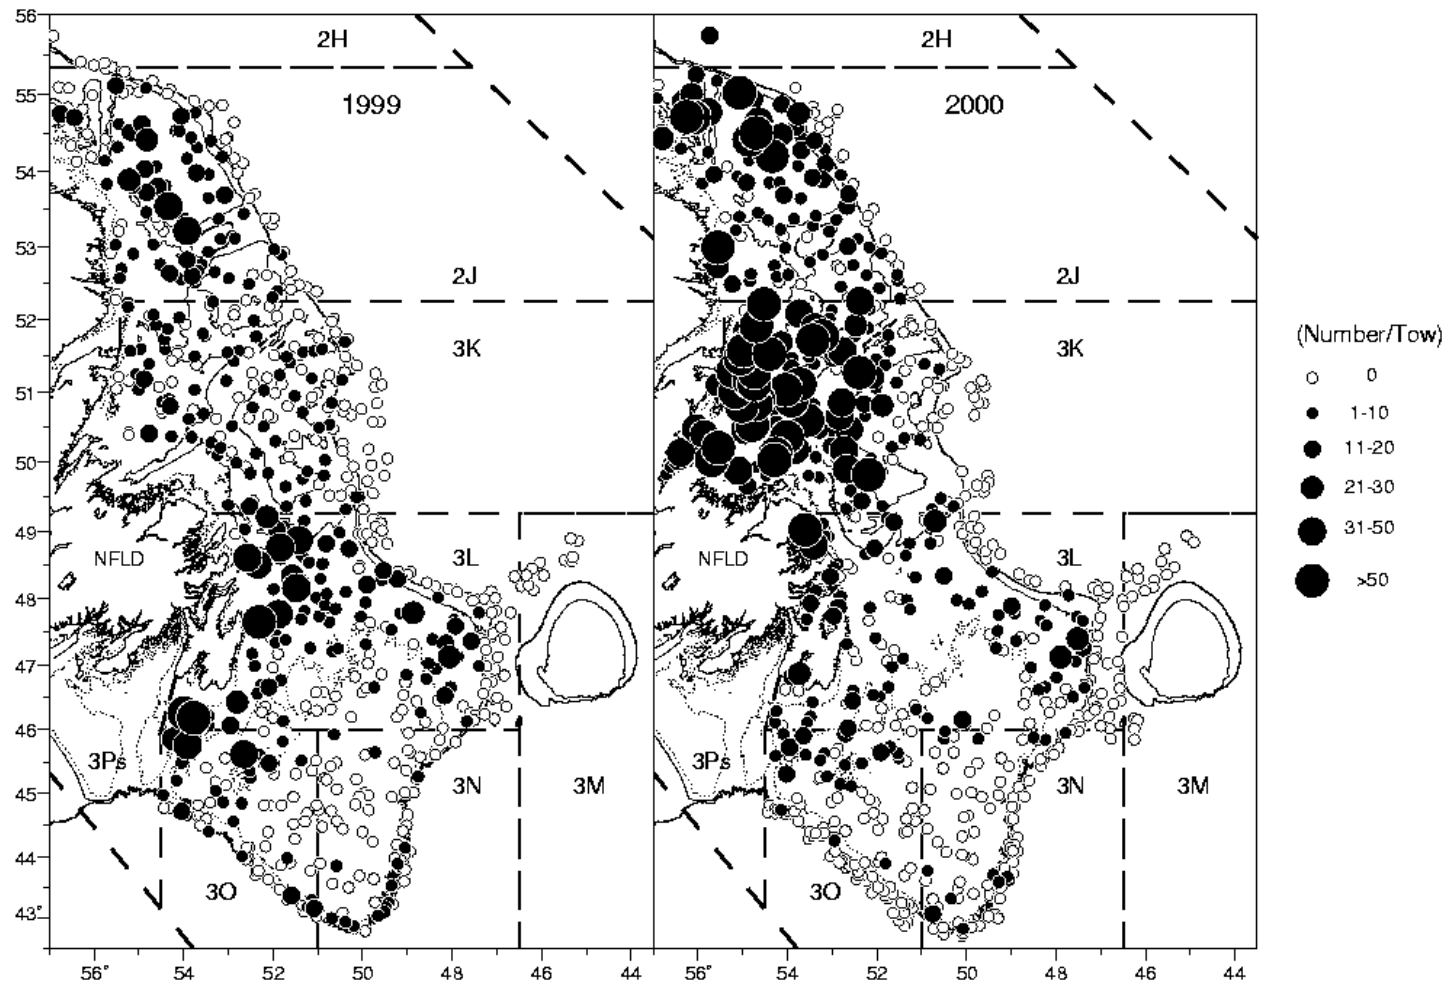 56
55
54
53
52
51
50
49
48
47
46
45
44
43°
2H
1999
2J
3K
3L
NFLD
3Ps
3N
3M
3O
56° 54 52 50 48 46 44
2H
2000
2J
3K
3L
NFLD
3Ps
3N
3M
3O
56° 54 52 50 48 46 44
(Number/Tow)
0
1-10
11-20
21-30
31-50
>50